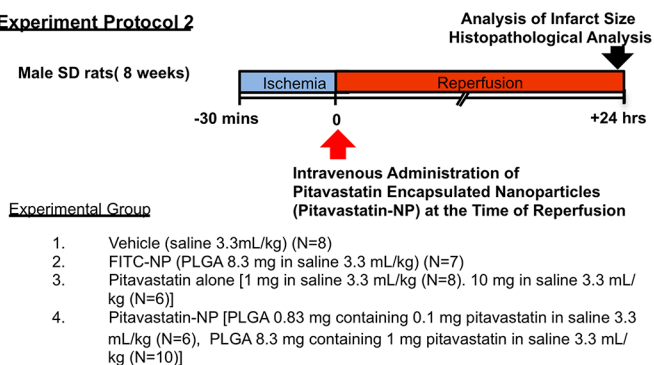 Experiment Protocol 2
Analysis of Infarct Size
Histopathological Analysis
Male SD rats( 8 weeks)
Ischemia
Reperfusion
-30 mins
0
+24 hrs
Intravenous Administration of
Pitavastatin Encapsulated Nanoparticles
(Pitavastatin-NP) at the Time of Reperfusion
Experimental Group
1. Vehicle (saline 3.3mL/kg) (N=8)
2. FITC-NP (PLGA 8.3 mg in saline 3.3 mL/kg) (N=7)
3. Pitavastatin alone [1 mg in saline 3.3 mL/kg (N=8). 10 mg in saline 3.3 mL/
kg (N=6)]
4. Pitavastatin-NP [PLGA 0.83 mg containing 0.1 mg pitavastatin in saline 3.3
mL/kg (N=6), PLGA 8.3 mg containing 1 mg pitavastatin in saline 3.3 mL/
kg (N=10)]